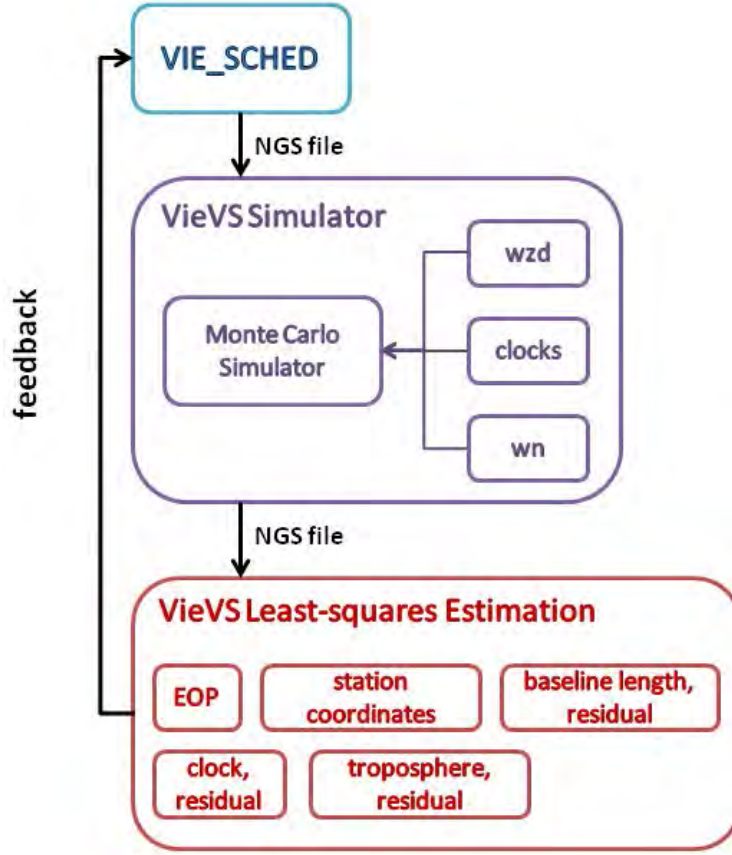 VIE_SCHED
NGS file
VieVS Simulator
wzd
Monte Carlo
Simulator
clocks
wn
feedback
NGS file
VieVS Least-squares Estimation
EOP
station
coordinates
baseline length,
residual
clock,
residual
troposphere,
residual